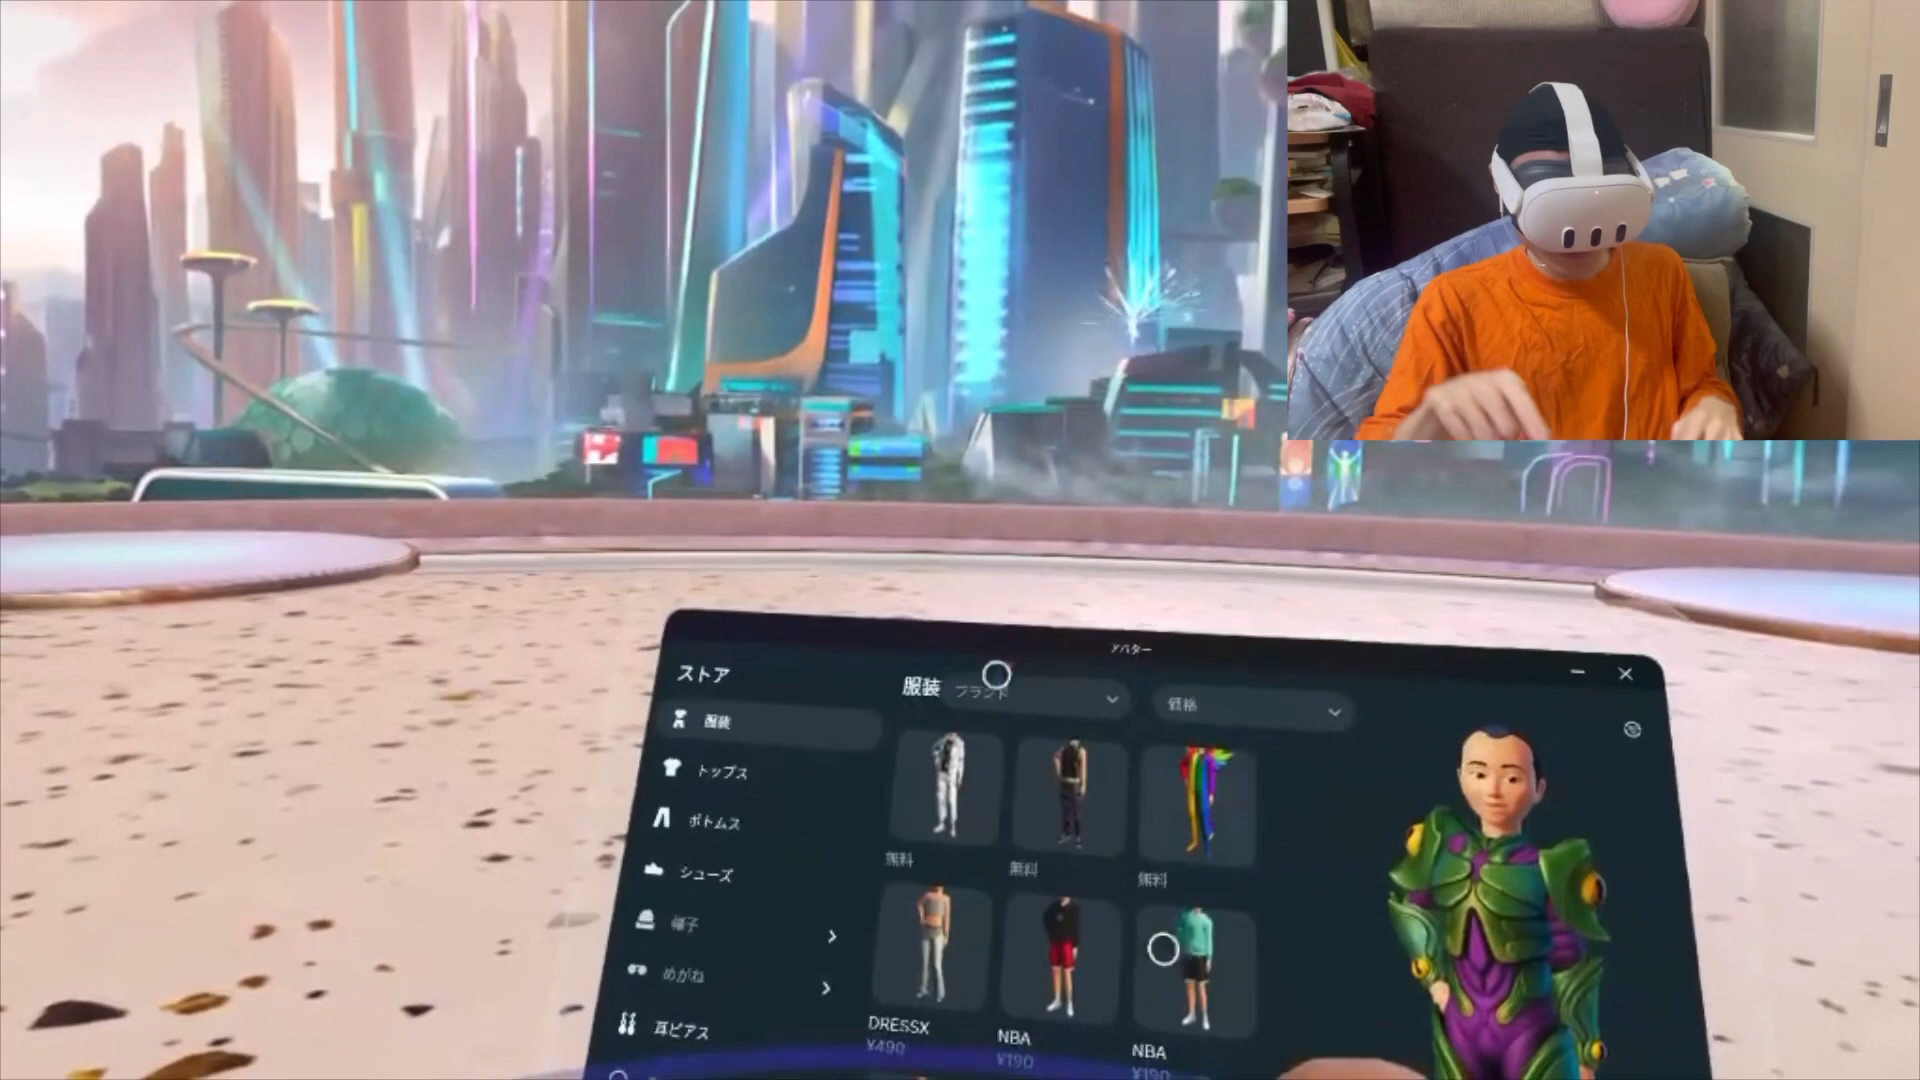 アバター
ストア
服装
ブランド
価格
服装
トップス
ボトムス
シューズ
帽子
めがね
耳ピアス
無料
無料
無料
DRESSX
¥490
NBA
¥190
NBA
¥190